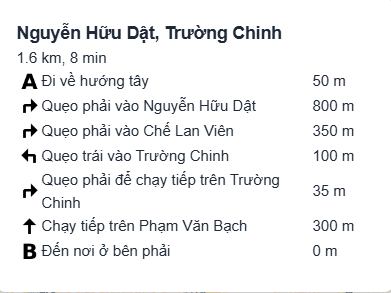 Nguyễn Hữu Dật, Trường Chinh
1.6 km, 8 min
A Đi về hướng tây 50 m
Quẹo phải vào Nguyễn Hữu Dật 800 m
Quẹo phải vào Chế Lan Viên 350 m
Quẹo trái vào Trường Chinh 100 m
Quẹo phải để chạy tiếp trên Trường
Chinh 35 m
Chạy tiếp trên Phạm Văn Bạch 300 m
B Đến nơi ở bên phải 0 m